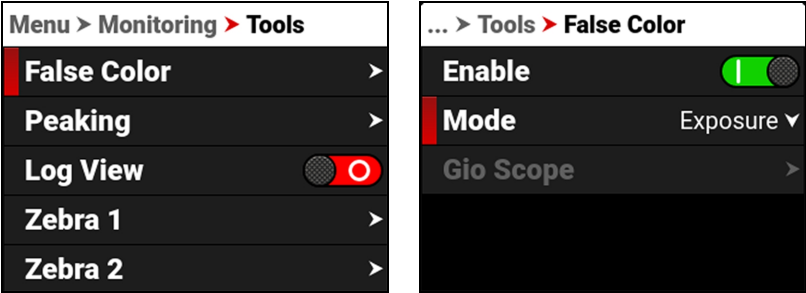 Menu > Monitoring > Tools
False Color >
Peaking >
Log View
Zebra 1 >
Zebra 2 >
... > Tools > False Color
Enable
Mode Exposure
Gio Scope >